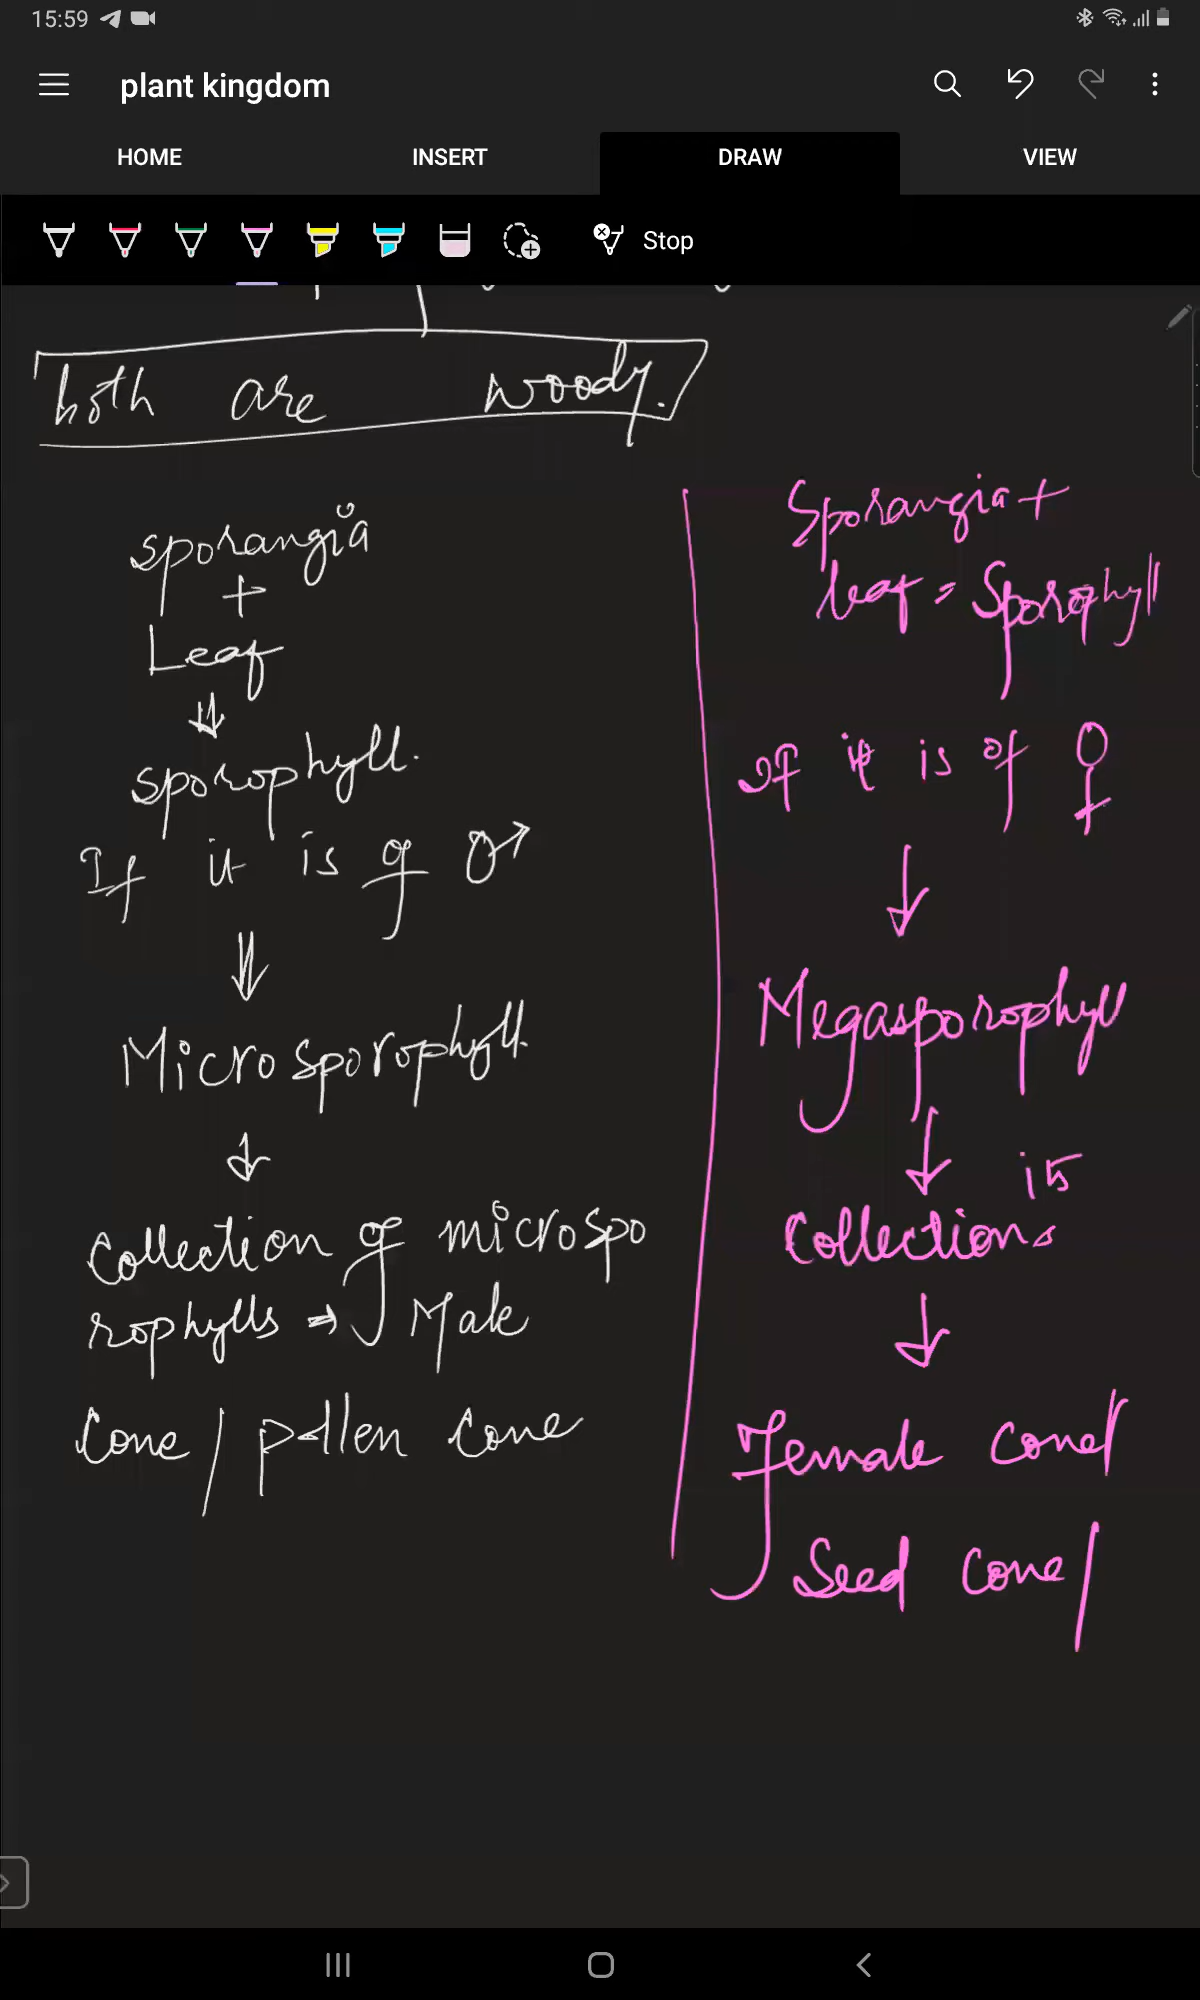 15:59
plant kingdom
HOME INSERT DRAW VIEW
Stop
both are woody.
sporangia
+
Leaf
sporophyll.
If it is of ♂
Microsporophyll.
Collection of microspo
rophylls ⇒ Male
Cone / pollen cone
Sporangia +
leaf = Sporophyll
If it is of ♀
Megasporophyll
its
Collections
Female cone/
Seed cone/